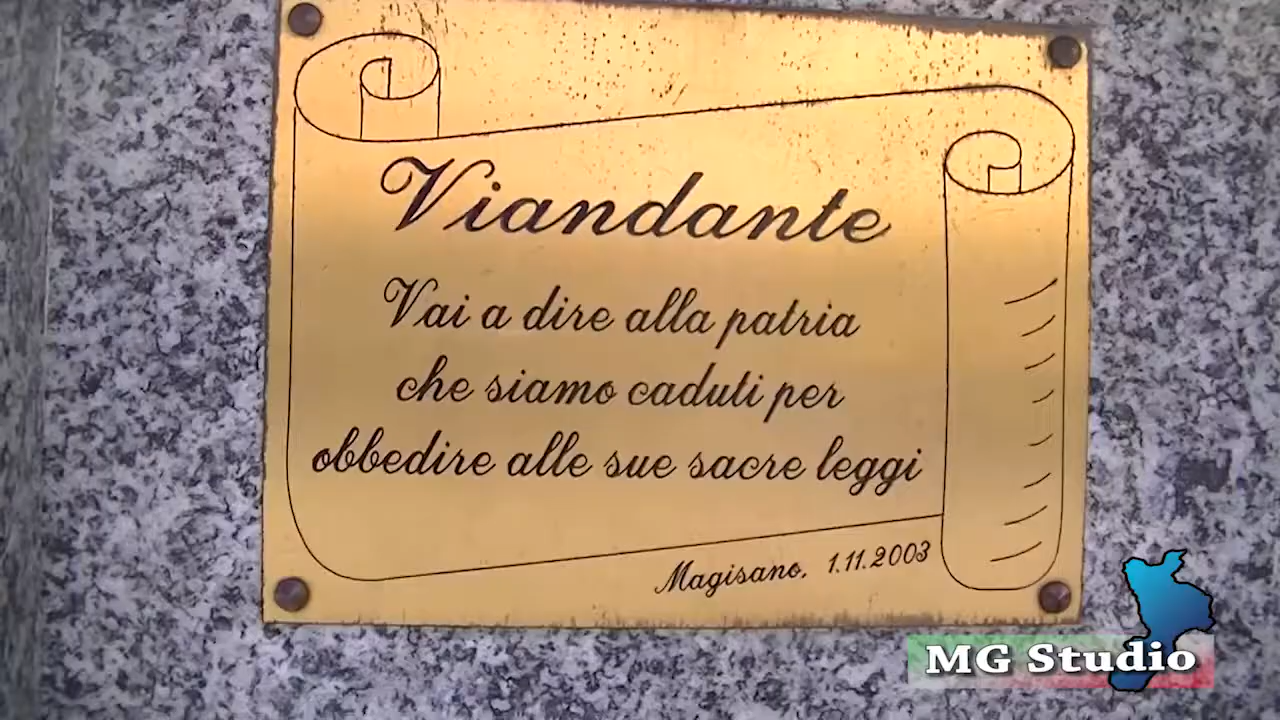 Viandante
Vai a dire alla patria
che siamo caduti per
obbedire alle sue sacre leggi
Magisano, 1.11.2003
MG Studio